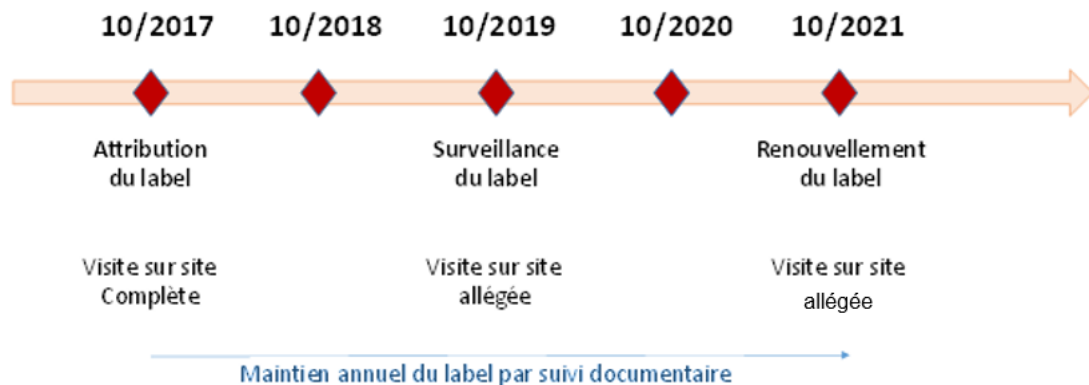 10/2017 10/2018 10/2019 10/2020 10/2021
Attribution
du label
Surveillance
du label
Renouvellement
du label
Visite sur site
Complète
Visite sur site
allégée
Visite sur site
allégée
Maintien annuel du label par suivi documentaire